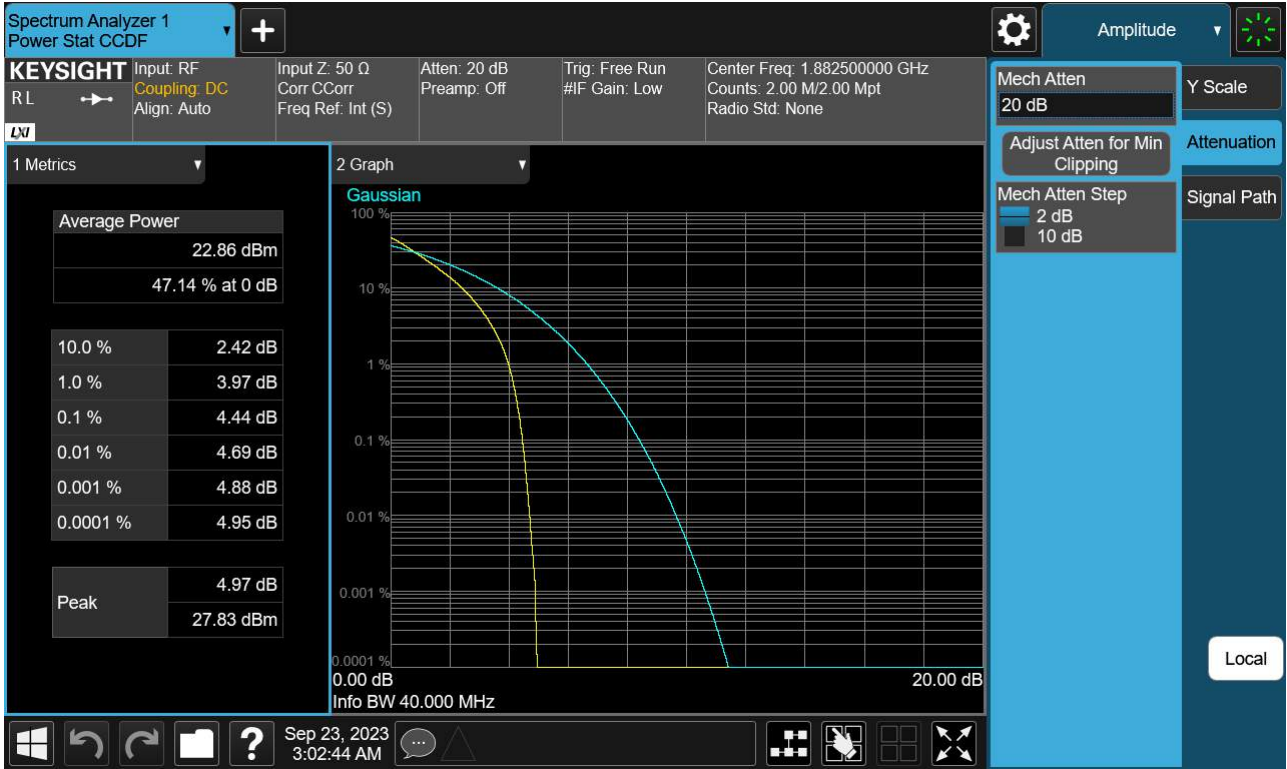 Spectrum Analyzer 1
Power Stat CCDF
+
Amplitude
KEYSIGHT
R L
LXI
Input: RF
Coupling: DC
Align: Auto
Input Z: 50 Ω
Corr CCorr
Freq Ref: Int (S)
Atten: 20 dB
Preamp: Off
Trig: Free Run
#IF Gain: Low
Center Freq: 1.882500000 GHz
Counts: 2.00 M/2.00 Mpt
Radio Std: None
1 Metrics
Average Power
22.86 dBm
47.14 % at 0 dB
10.0 % 2.42 dB
1.0 % 3.97 dB
0.1 % 4.44 dB
0.01 % 4.69 dB
0.001 % 4.88 dB
0.0001 % 4.95 dB
Peak
4.97 dB
27.83 dBm
2 Graph
Gaussian
100 %
10 %
1 %
0.1 %
0.01 %
0.001 %
0.0001 %
0.00 dB 20.00 dB
Info BW 40.000 MHz
Mech Atten
20 dB
Adjust Atten for Min
Clipping
Mech Atten Step
2 dB
10 dB
Y Scale
Attenuation
Signal Path
Local
?
Sep 23, 2023
3:02:44 AM